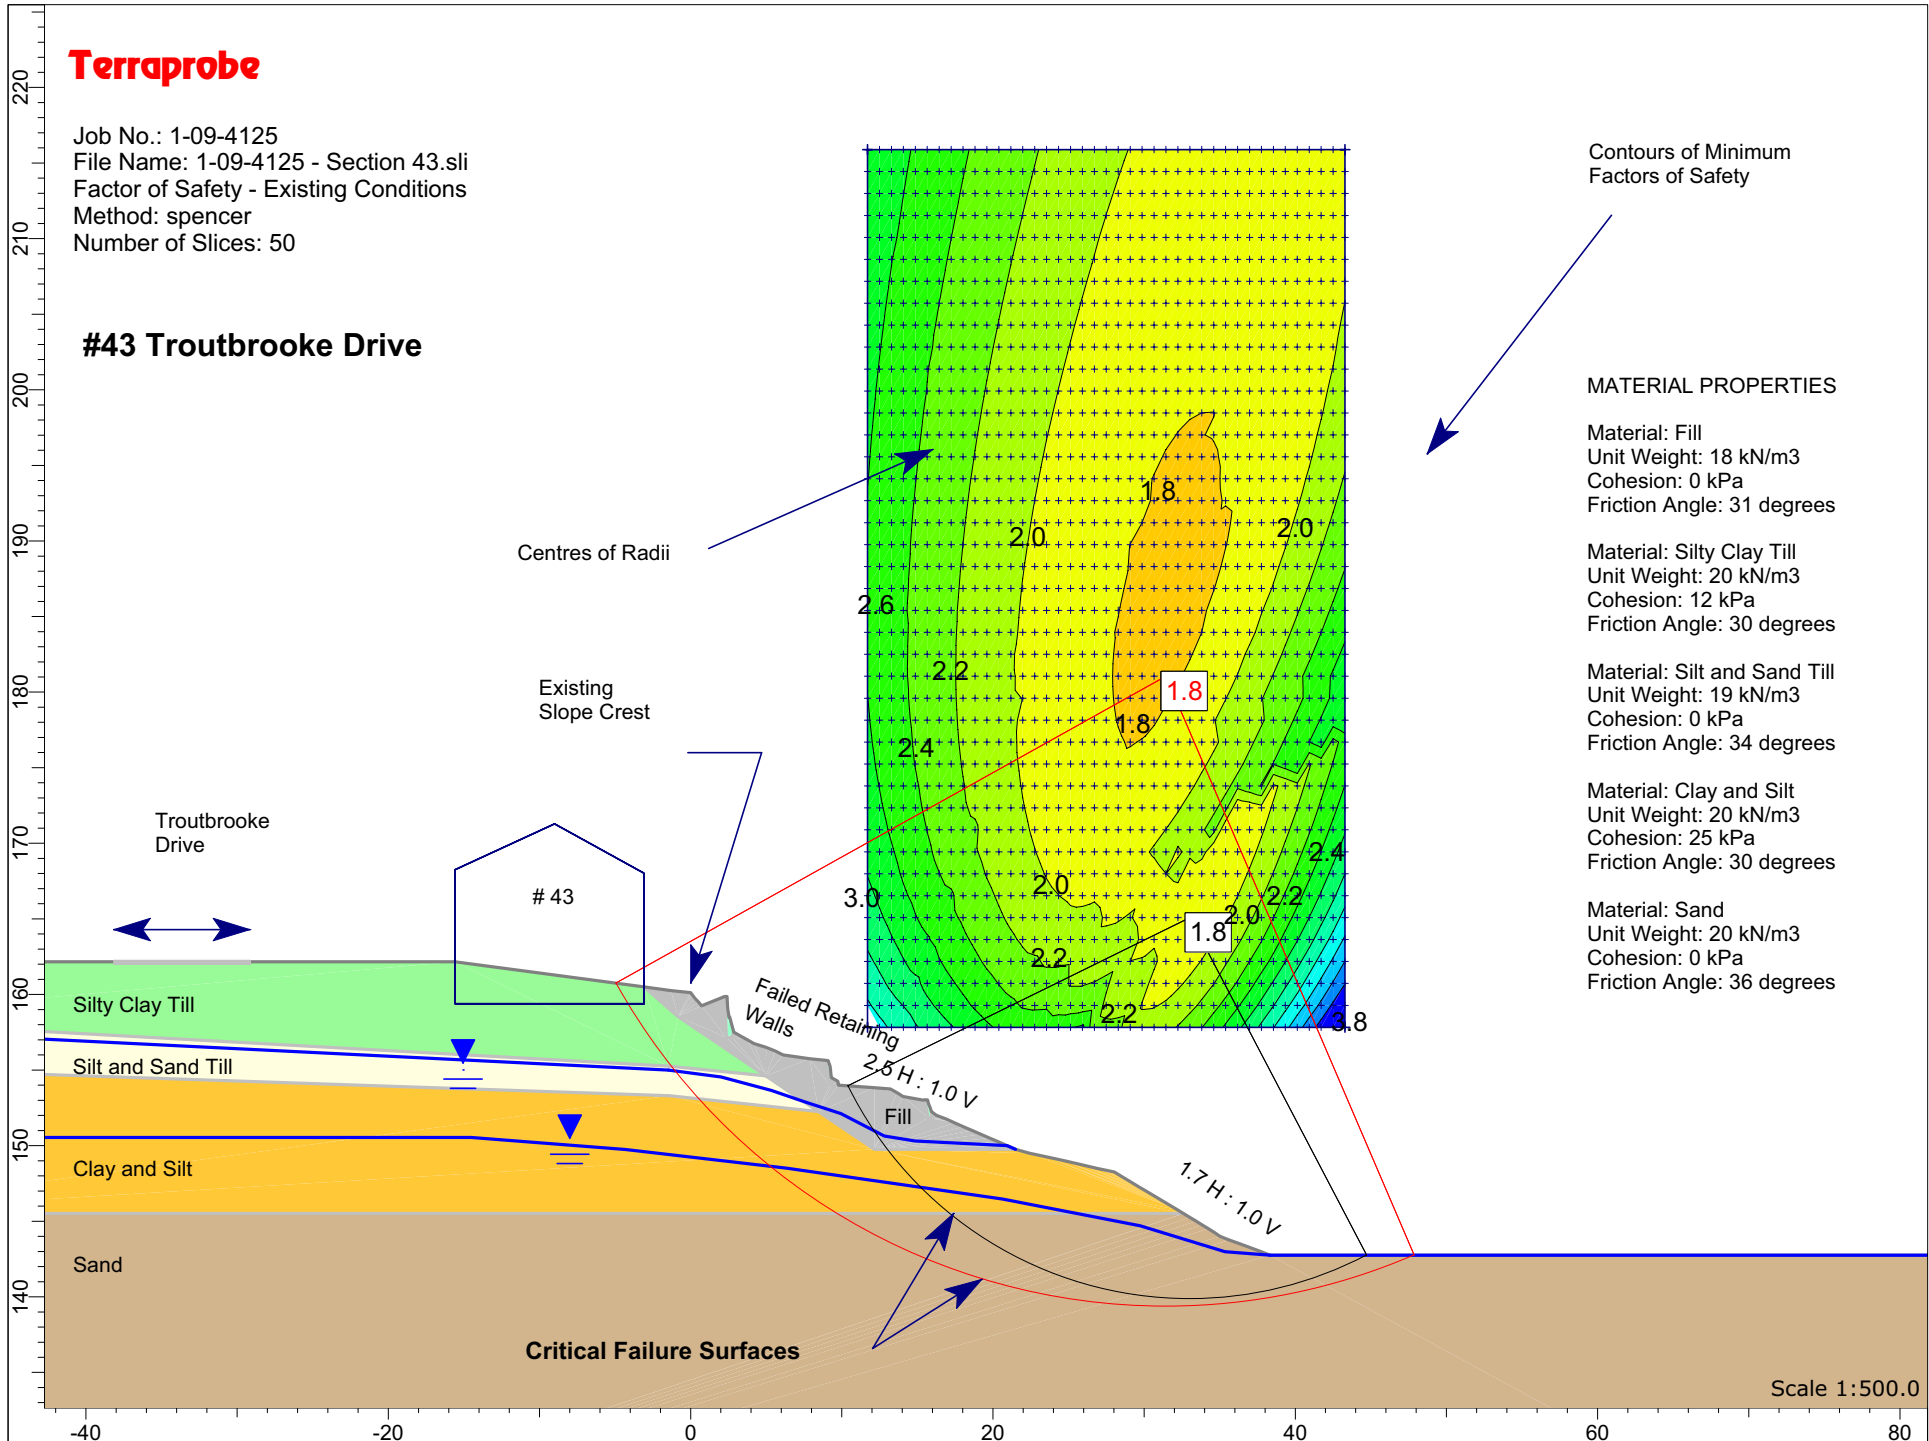 Terraprobe
Job No.: 1-09-4125
File Name: 1-09-4125 - Section 43.sli
Factor of Safety - Existing Conditions
Method: spencer
Number of Slices: 50
#43 Troutbrooke Drive
Contours of Minimum
Factors of Safety
MATERIAL PROPERTIES
Material: Fill
Unit Weight: 18 kN/m3
Cohesion: 0 kPa
Friction Angle: 31 degrees
Material: Silty Clay Till
Unit Weight: 20 kN/m3
Cohesion: 12 kPa
Friction Angle: 30 degrees
Material: Silt and Sand Till
Unit Weight: 19 kN/m3
Cohesion: 0 kPa
Friction Angle: 34 degrees
Material: Clay and Silt
Unit Weight: 20 kN/m3
Cohesion: 25 kPa
Friction Angle: 30 degrees
Material: Sand
Unit Weight: 20 kN/m3
Cohesion: 0 kPa
Friction Angle: 36 degrees
Centres of Radii
Existing
Slope Crest
Troutbrooke
Drive
# 43
1.8
2.0
2.0
2.6
2.2
1.8
1.8
2.4
2.4
2.0
3.0
2.2
2.0
1.8
2.2
2.2
3.8
Failed Retaining
Walls
2.5 H : 1.0 V
Fill
1.7 H : 1.0 V
Silty Clay Till
Silt and Sand Till
Clay and Silt
Sand
Critical Failure Surfaces
Scale 1:500.0
220
210
200
190
180
170
160
150
140
-40
-20
0
20
40
60
80